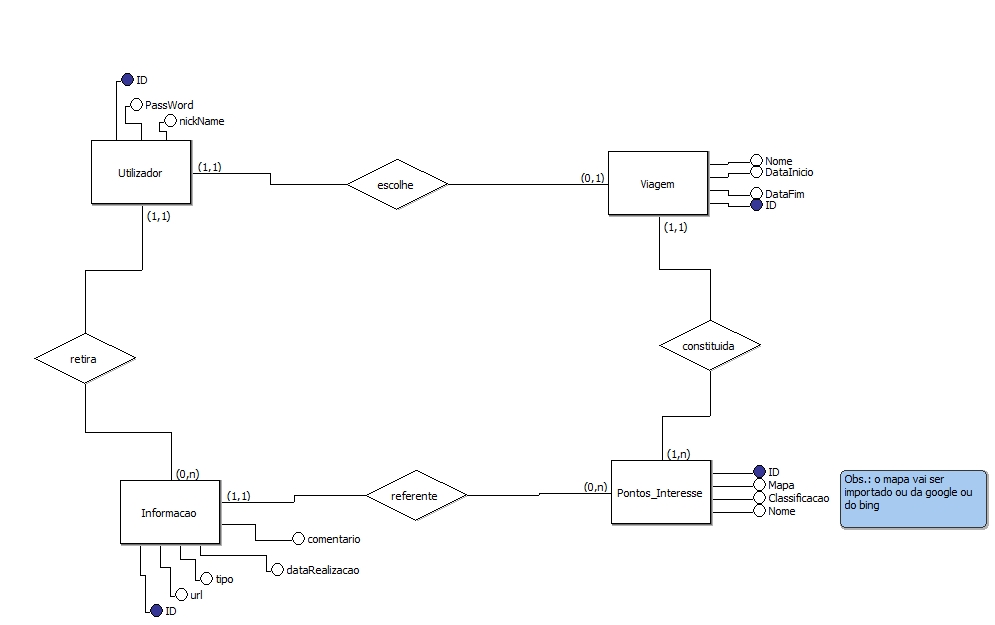 ID
PassWord
nickName
Utilizador
(1,1)
escolhe
(0,1)
Viagem
Nome
DataInicio
DataFim
ID
(1,1)
(1,1)
retira
constituida
(0,n)
(1,n)
Informacao
(1,1)
referente
(0,n)
Pontos_Interesse
ID
Mapa
Classificacao
Nome
Obs.: o mapa vai ser
importado ou da google ou
do bing
comentario
dataRealizacao
tipo
url
ID